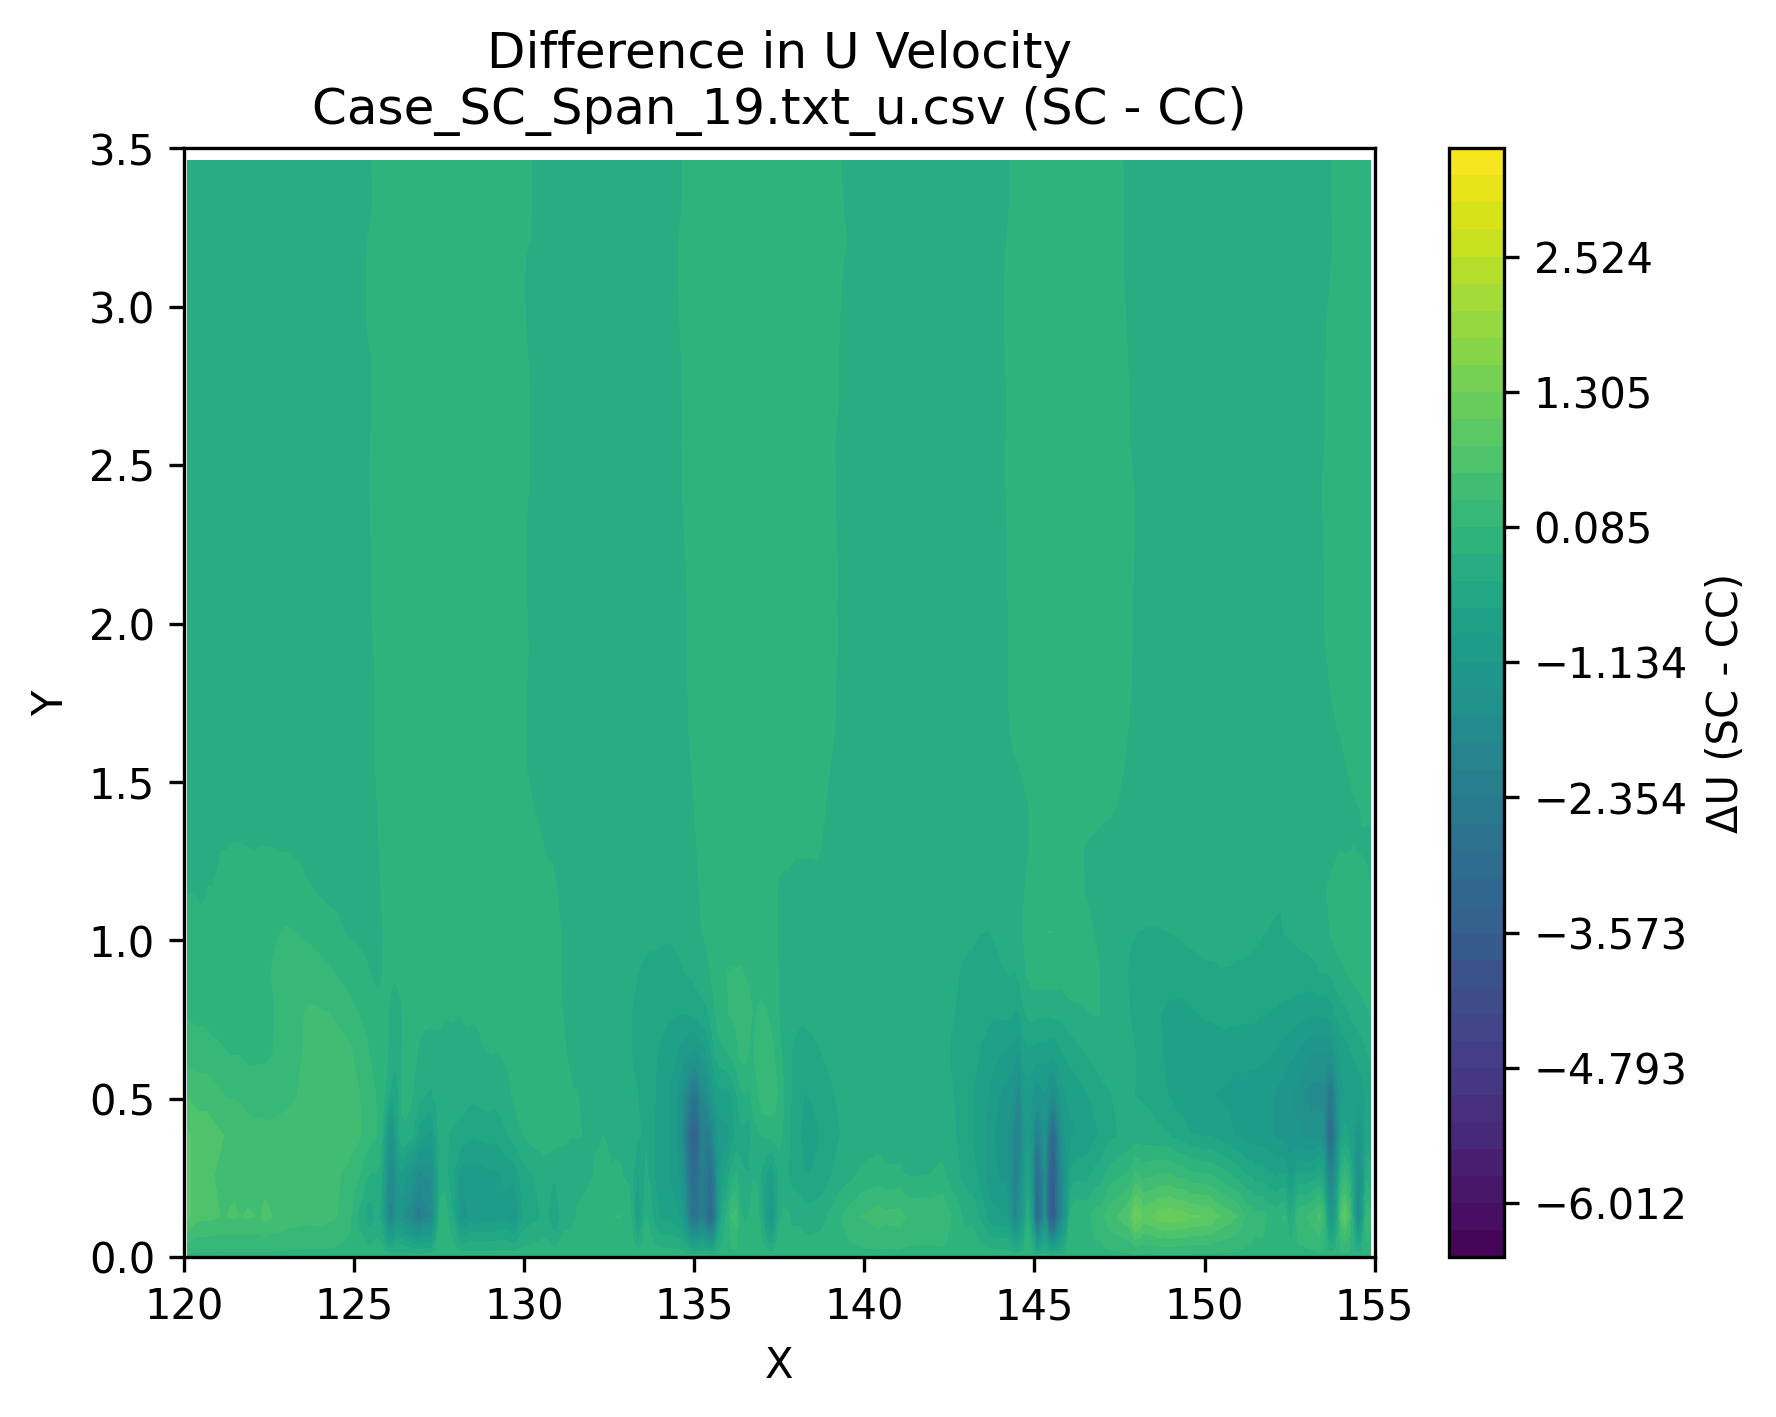 Difference in U Velocity
Case_SC_Span_19.txt_u.csv (SC - CC)
3.5
3.0
2.5
2.0
1.5
1.0
0.5
0.0
Y
120 125 130 135 140 145 150 155
X
2.524
1.305
0.085
−1.134
−2.354
−3.573
−4.793
−6.012
ΔU (SC - CC)